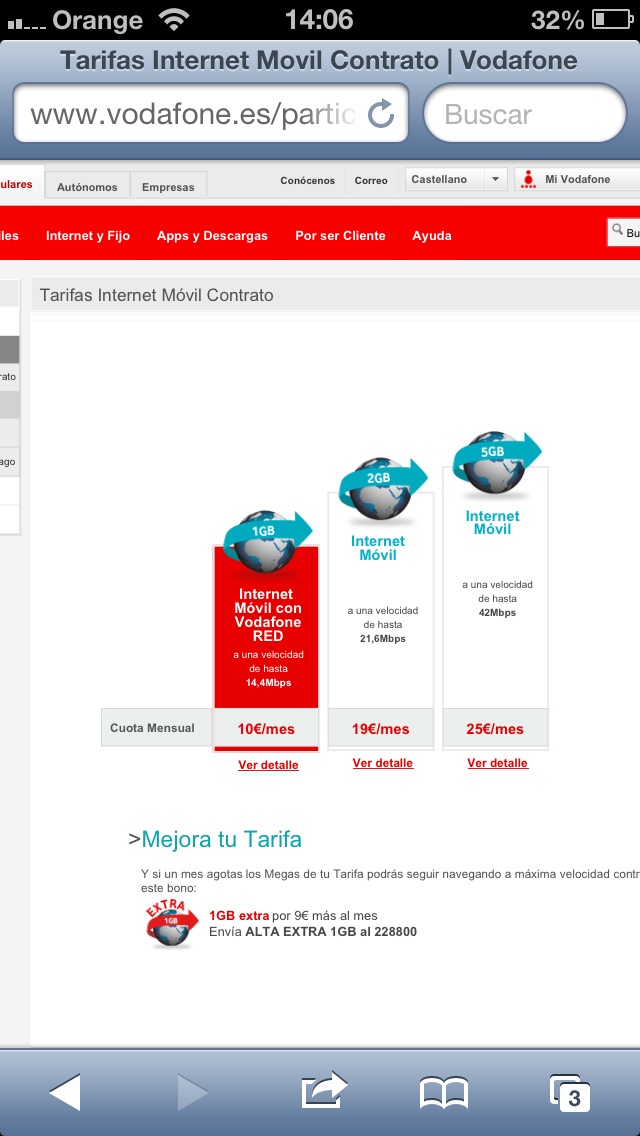 Orange 14:06 32%
Tarifas Internet Movil Contrato | Vodafone
www.vodafone.es/partic Buscar
ulares Autónomos Empresas Conócenos Correo Castellano Mi Vodafone
les Internet y Fijo Apps y Descargas Por ser Cliente Ayuda Bu
Tarifas Internet Móvil Contrato
rato
ago
1GB
Internet
Móvil con
Vodafone
RED
a una velocidad
de hasta
14,4Mbps
2GB
Internet
Móvil
a una velocidad
de hasta
21,6Mbps
5GB
Internet
Móvil
a una velocidad
de hasta
42Mbps
Cuota Mensual 10€/mes 19€/mes 25€/mes
Ver detalle Ver detalle Ver detalle
>Mejora tu Tarifa
Y si un mes agotas los Megas de tu Tarifa podrás seguir navegando a máxima velocidad contr
este bono:
EXTRA
1GB
1GB extra por 9€ más al mes
Envía ALTA EXTRA 1GB al 228800
3